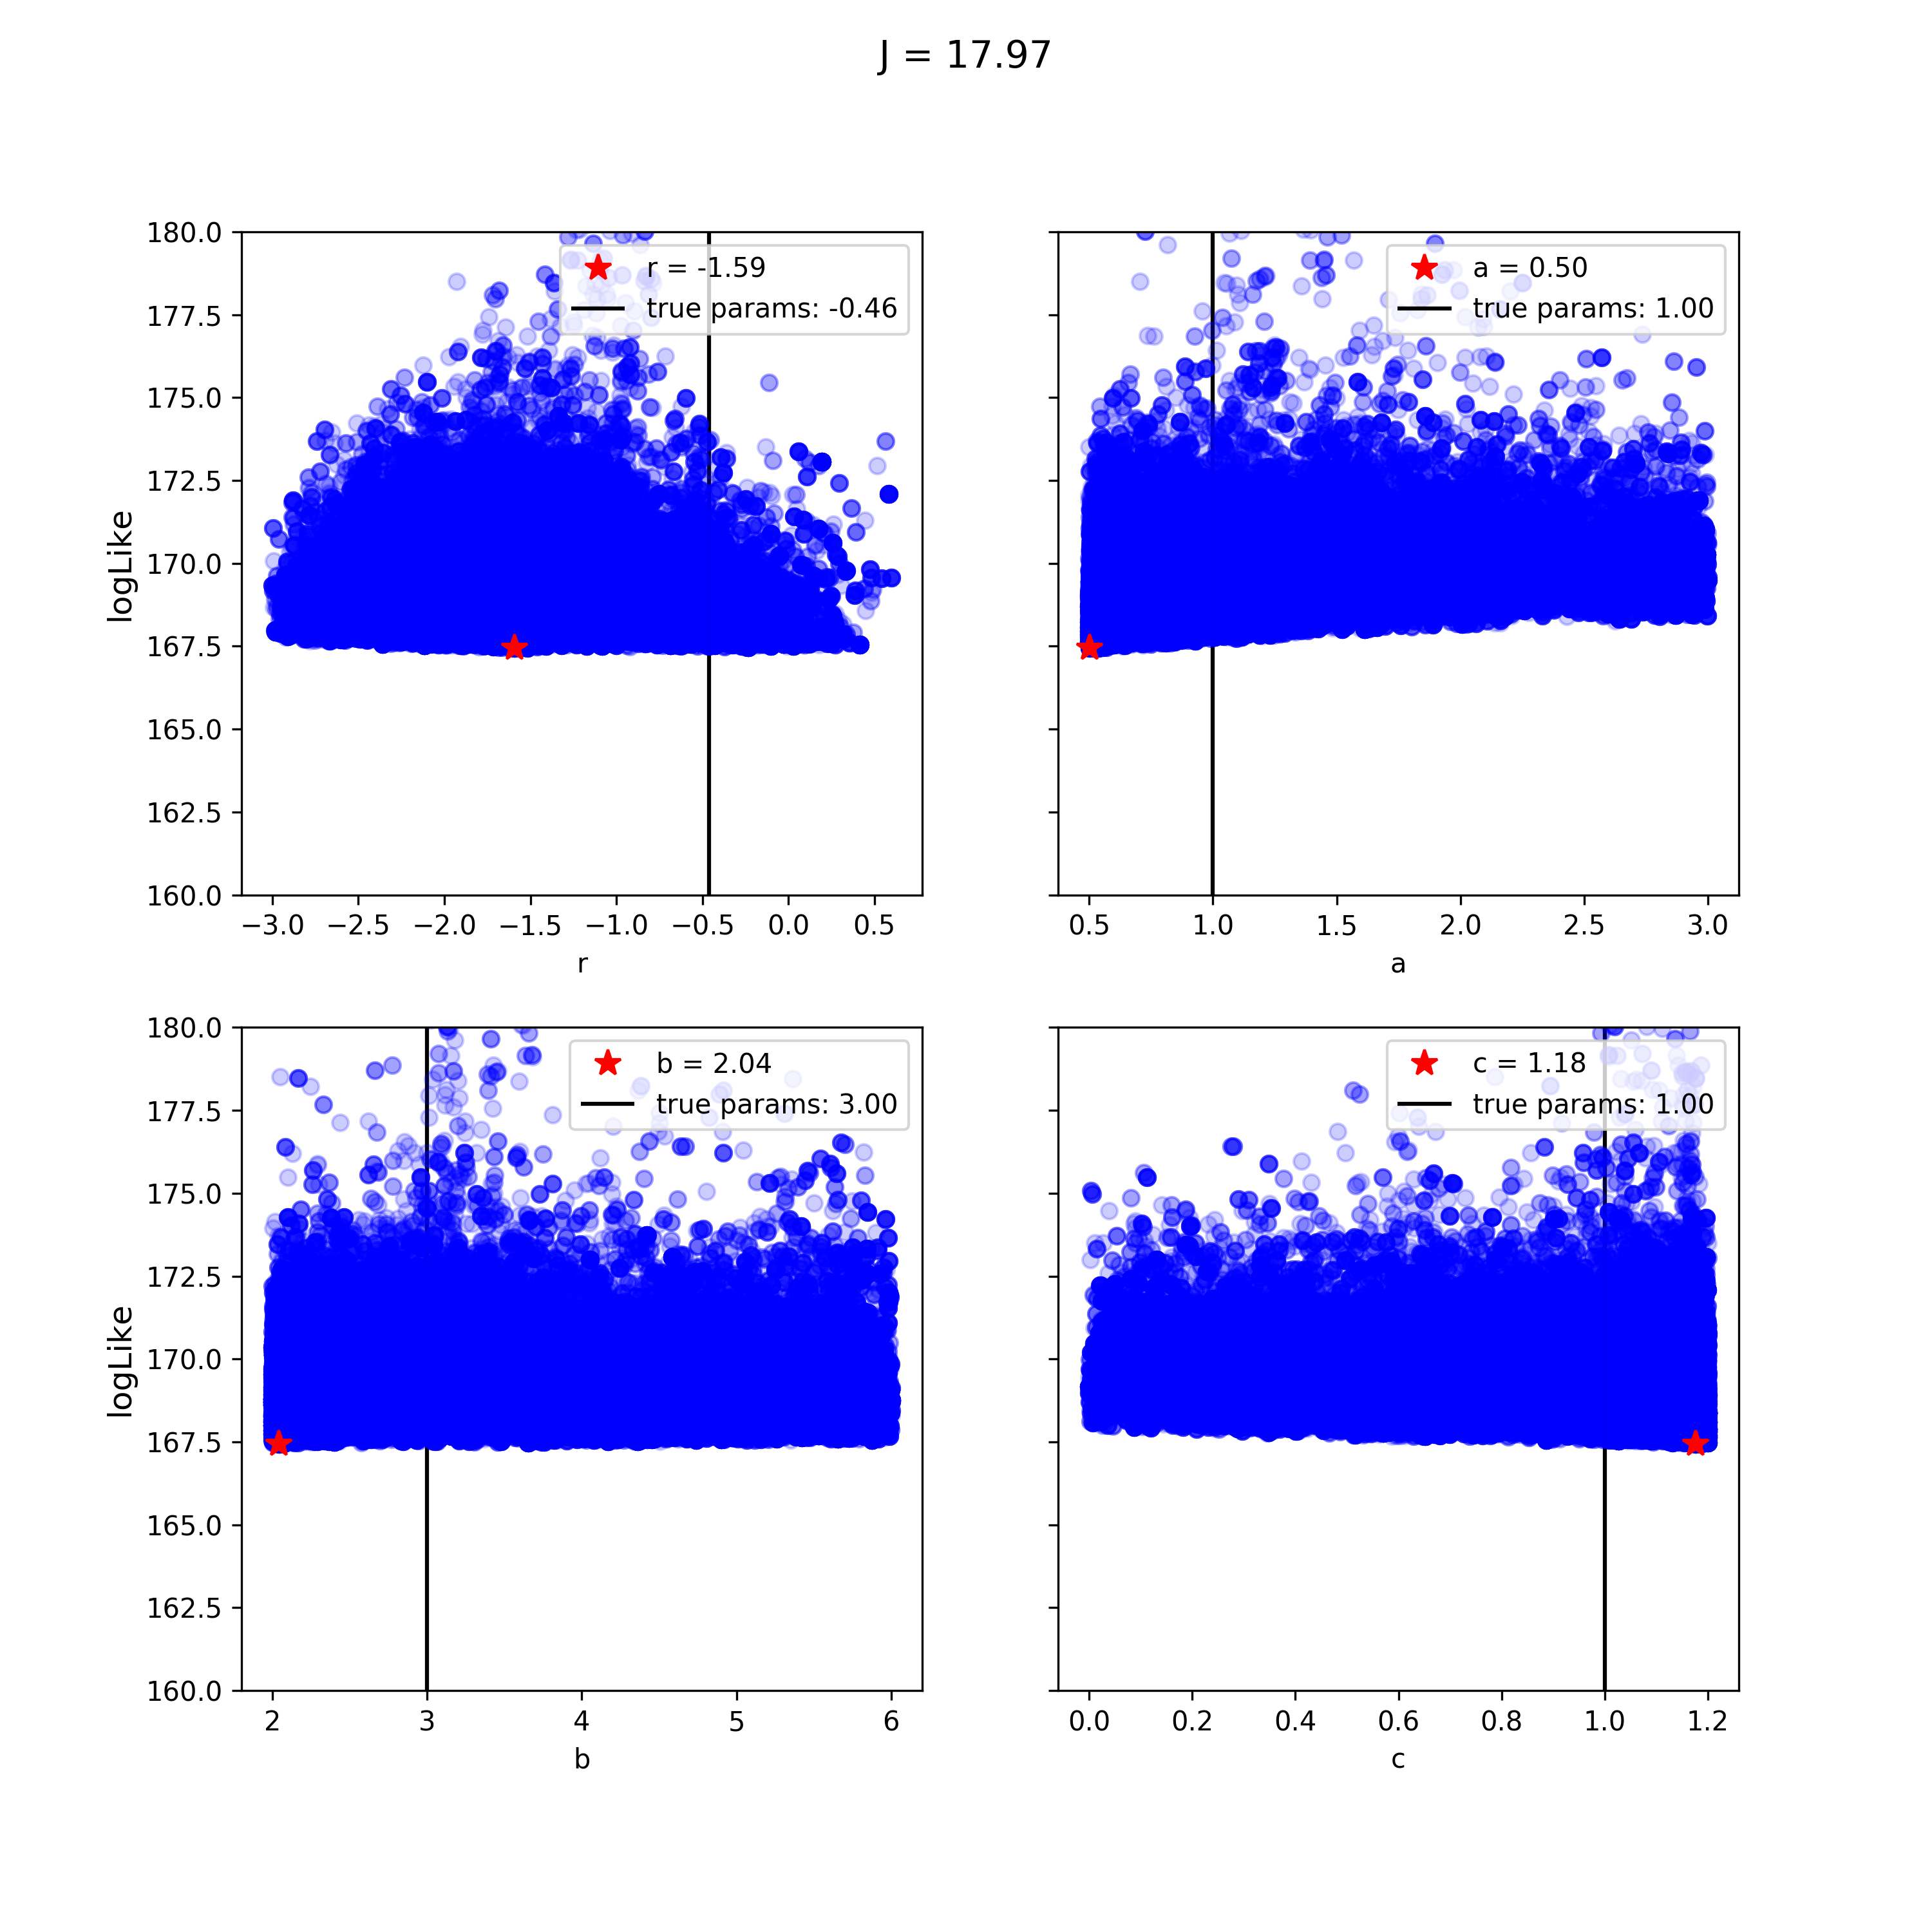 J = 17.97
180.0
177.5
175.0
172.5
170.0
167.5
165.0
162.5
160.0
logLike
r = -1.59
true params: -0.46
−3.0 −2.5 −2.0 −1.5 −1.0 −0.5 0.0 0.5
r
a = 0.50
true params: 1.00
0.5 1.0 1.5 2.0 2.5 3.0
a
180.0
177.5
175.0
172.5
170.0
167.5
165.0
162.5
160.0
logLike
b = 2.04
true params: 3.00
2 3 4 5 6
b
c = 1.18
true params: 1.00
0.0 0.2 0.4 0.6 0.8 1.0 1.2
c